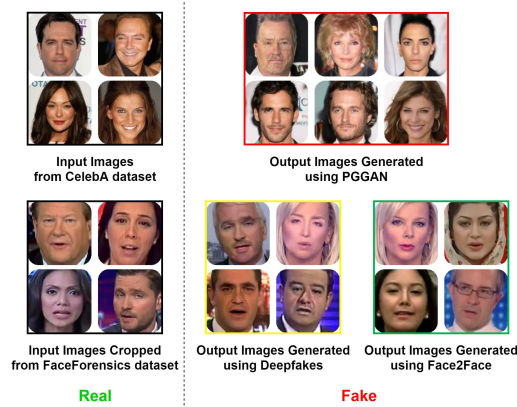 Input Images
from CelebA dataset
Output Images Generated
using PGGAN
Input Images Cropped
from FaceForensics dataset
Output Images Generated
using Deepfakes
Output Images Generated
using Face2Face
Real
Fake